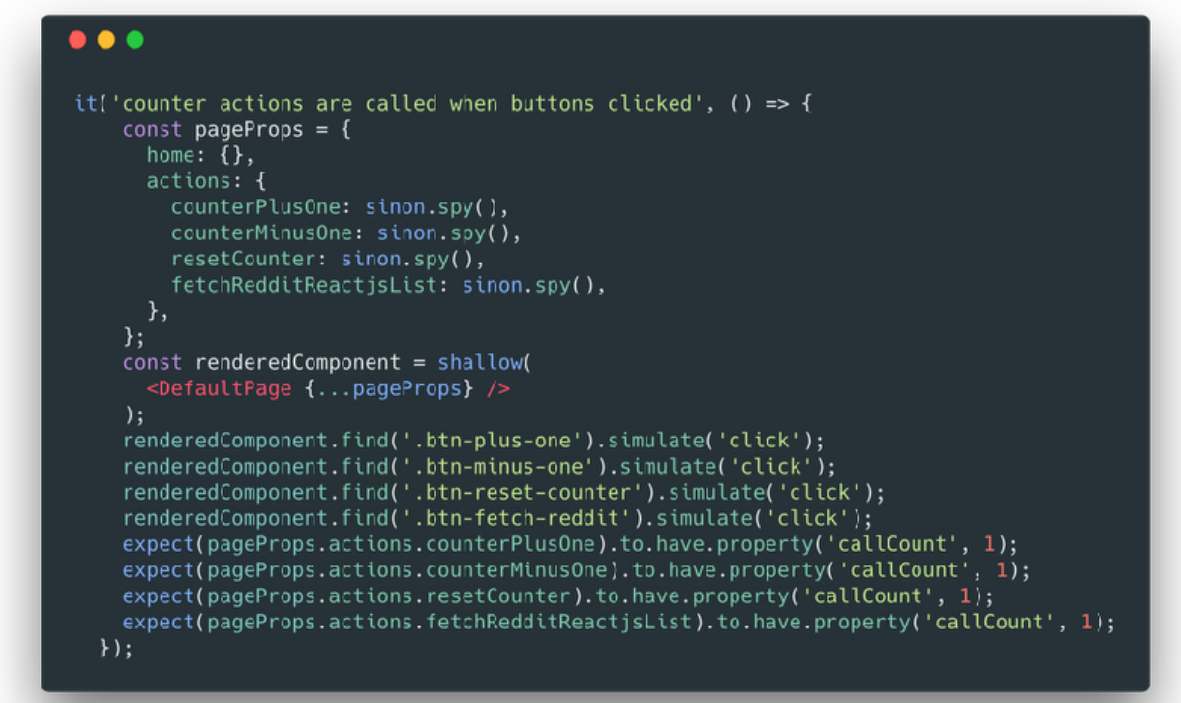 it('counter actions are called when buttons clicked', () => {
    const pageProps = {
      home: {},
      actions: {
        counterPlusOne: sinon.spy(),
        counterMinusOne: sinon.spy(),
        resetCounter: sinon.spy(),
        fetchRedditReactjsList: sinon.spy(),
      },
    };
    const renderedComponent = shallow(
      <DefaultPage {...pageProps} />
    );
    renderedComponent.find('.btn-plus-one').simulate('click');
    renderedComponent.find('.btn-minus-one').simulate('click');
    renderedComponent.find('.btn-reset-counter').simulate('click');
    renderedComponent.find('.btn-fetch-reddit').simulate('click');
    expect(pageProps.actions.counterPlusOne).to.have.property('callCount', 1);
    expect(pageProps.actions.counterMinusOne).to.have.property('callCount', 1);
    expect(pageProps.actions.resetCounter).to.have.property('callCount', 1);
    expect(pageProps.actions.fetchRedditReactjsList).to.have.property('callCount', 1);
  });